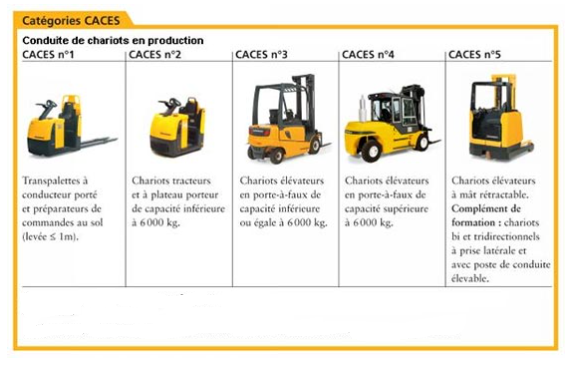 Catégories CACES
Conduite de chariots en production
CACES n°1
Transpalettes à
conducteur porté
et préparateurs de
commandes au sol
(levée ≤ 1m).
CACES n°2
Chariots tracteurs
et à plateau porteur
de capacité inférieure
à 6 000 kg.
CACES n°3
Chariots élévateurs
en porte-à-faux de
capacité inférieure
ou égale à 6 000 kg.
CACES n°4
Chariots élévateurs
en porte-à-faux de
capacité supérieure
à 6 000 kg.
CACES n°5
Chariots élévateurs
à mât rétractable.
Complément de
formation : chariots
bi et tridirectionnels
à prise latérale et
avec poste de conduite
élevable.